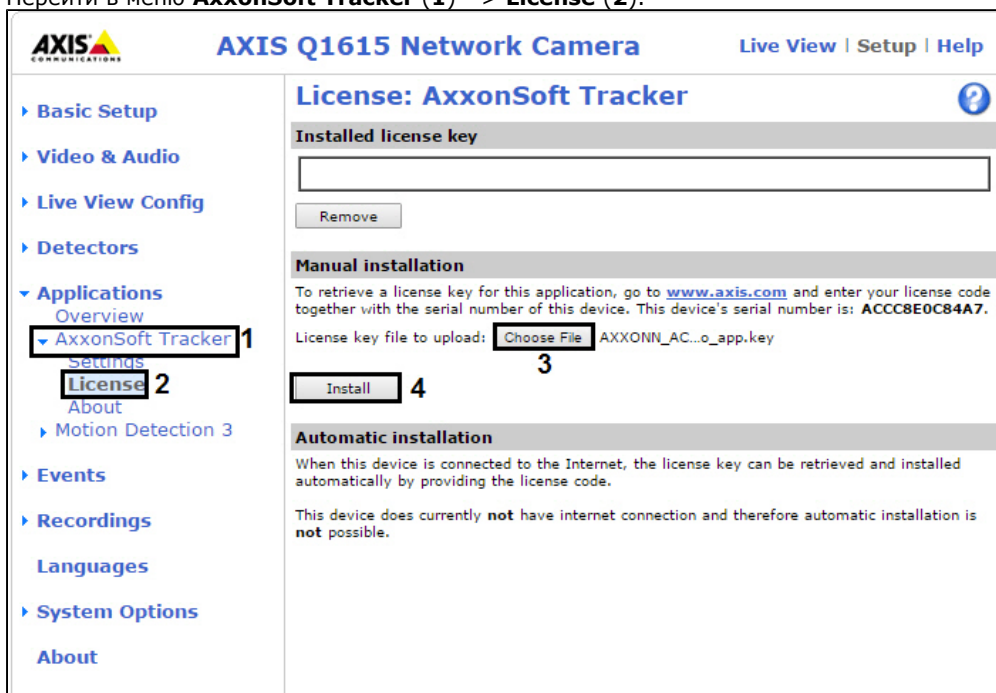 Перейти в меню AxxonSoft Tracker (1) –> License (2).
AXIS
COMMUNICATIONS
AXIS Q1615 Network Camera
Live View | Setup | Help
Basic Setup
Video & Audio
Live View Config
Detectors
Applications
Overview
AxxonSoft Tracker 1
Settings
License 2
About
Motion Detection 3
Events
Recordings
Languages
System Options
About
License: AxxonSoft Tracker
?
Installed license key
Remove
Manual installation
To retrieve a license key for this application, go to www.axis.com and enter your license code
together with the serial number of this device. This device's serial number is: ACCC8E0C84A7.
License key file to upload: Choose File AXXONN_AC...o_app.key
3
Install 4
Automatic installation
When this device is connected to the Internet, the license key can be retrieved and installed
automatically by providing the license code.
This device does currently not have internet connection and therefore automatic installation is
not possible.